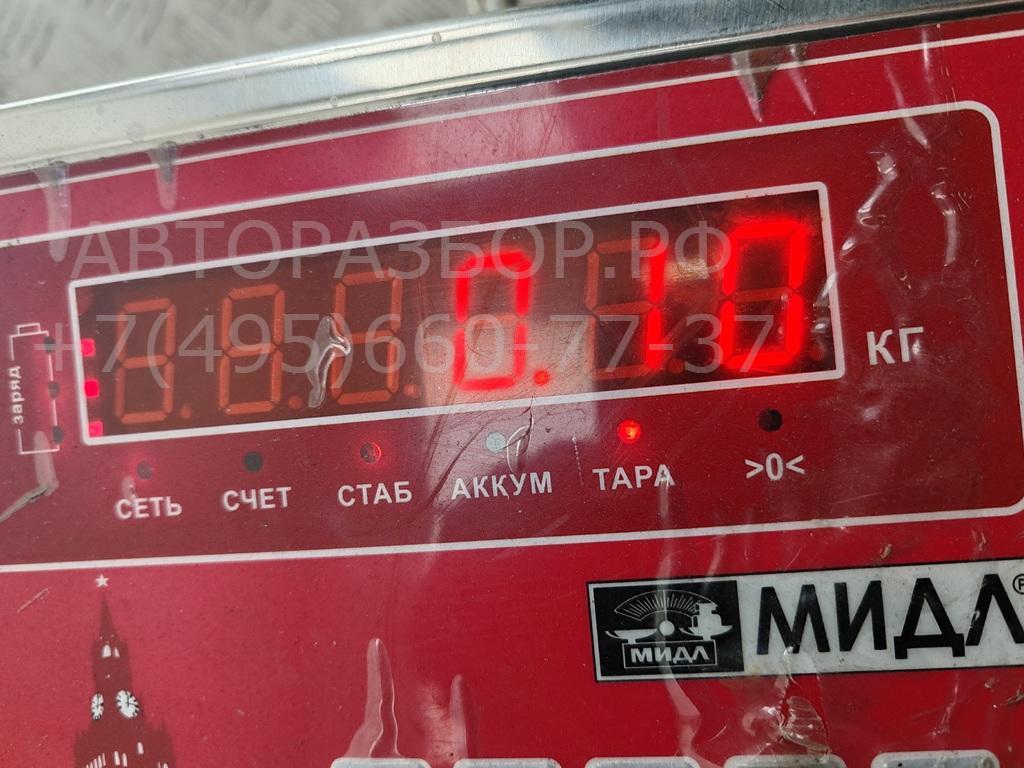 АВТОРАЗБОР.РФ
+7(495)660-77-37
заряд
0.10
КГ
СЕТЬ СЧЕТ СТАБ АККУМ ТАРА >0<
МИДЛ МИДЛ®